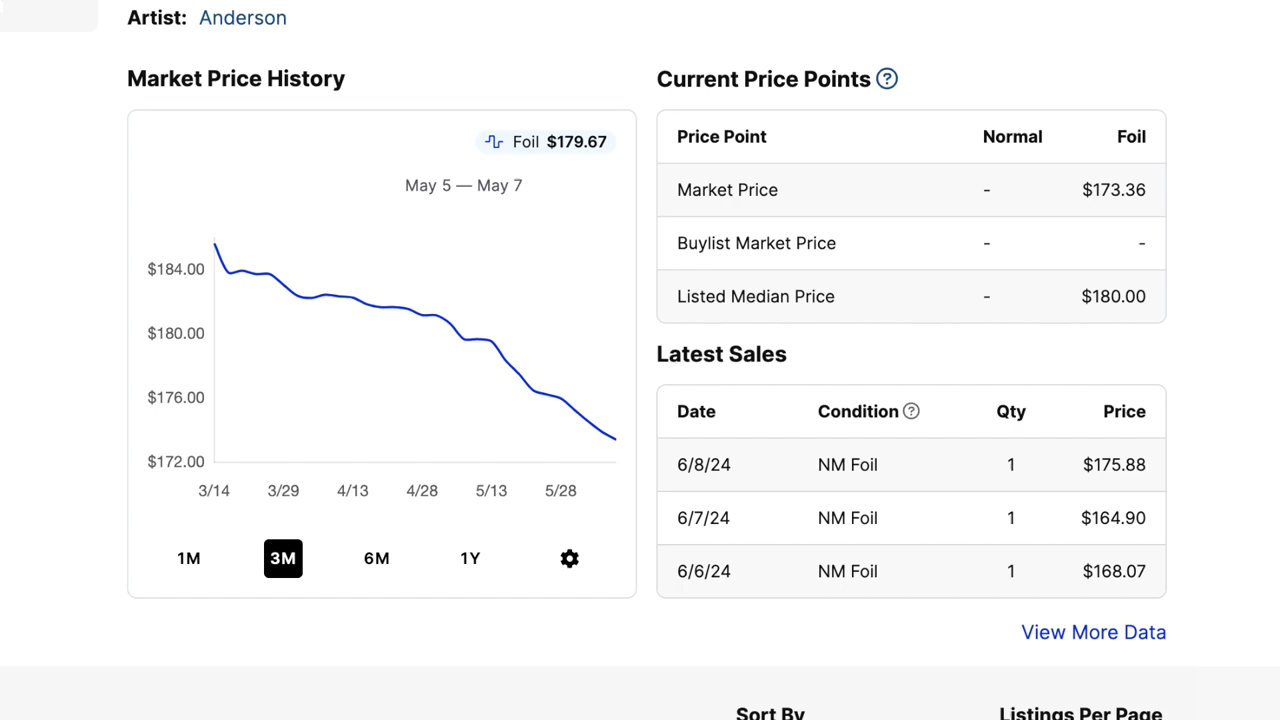 Artist: Anderson
Market Price History
Foil $179.67
May 5 — May 7
$184.00
$180.00
$176.00
$172.00
3/14 3/29 4/13 4/28 5/13 5/28
1M 3M 6M 1Y
Current Price Points ?
Price Point Normal Foil
Market Price - $173.36
Buylist Market Price - -
Listed Median Price - $180.00
Latest Sales
Date Condition ? Qty Price
6/8/24 NM Foil 1 $175.88
6/7/24 NM Foil 1 $164.90
6/6/24 NM Foil 1 $168.07
View More Data
Sort By Listings Per Page